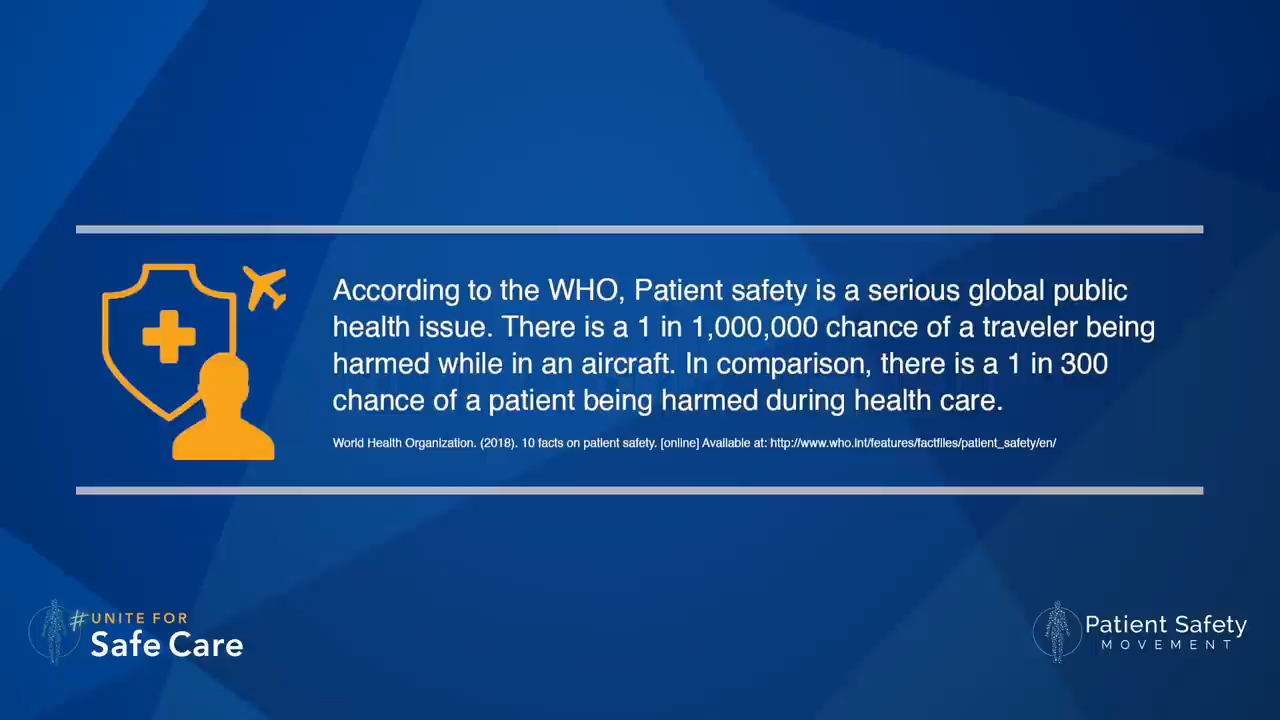 According to the WHO, Patient safety is a serious global public
health issue. There is a 1 in 1,000,000 chance of a traveler being
harmed while in an aircraft. In comparison, there is a 1 in 300
chance of a patient being harmed during health care.
World Health Organization. (2018). 10 facts on patient safety. [online] Available at: http://www.who.int/features/factfiles/patient_safety/en/
#UNITE FOR
Safe Care
Patient Safety
MOVEMENT